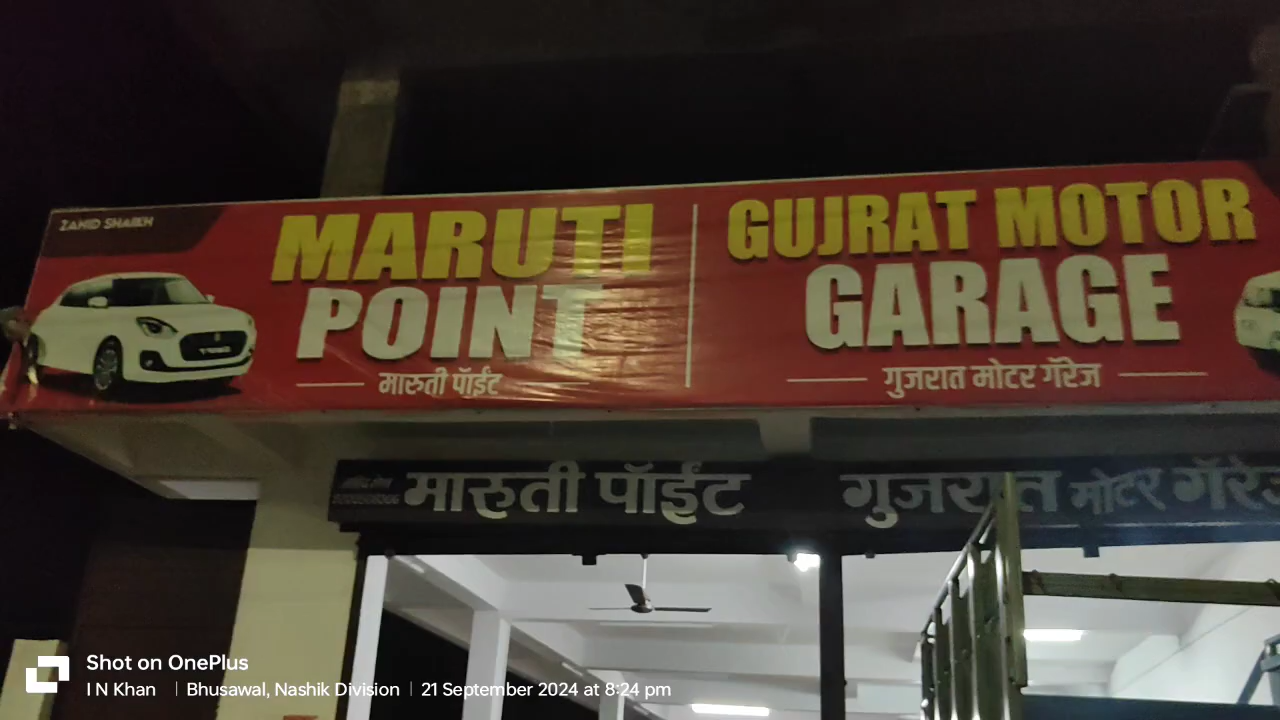 ZAHID SHAIKH
MARUTI
POINT
मारुती पॉईंट
GUJRAT MOTOR
GARAGE
गुजरात मोटर गॅरेज
मारुती पॉईंट
गुजरात मोटर गॅरेज
Shot on OnePlus
I N Khan | Bhusawal, Nashik Division | 21 September 2024 at 8:24 pm